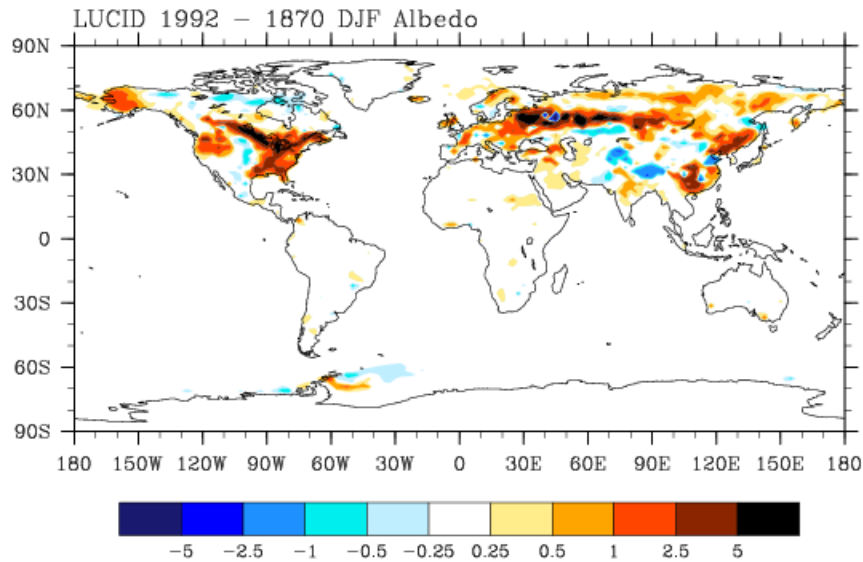 LUCID 1992 − 1870 DJF Albedo
90N
60N
30N
0
30S
60S
90S
180 150W 120W 90W 60W 30W 0 30E 60E 90E 120E 150E 180
−5 −2.5 −1 −0.5 −0.25 0.25 0.5 1 2.5 5